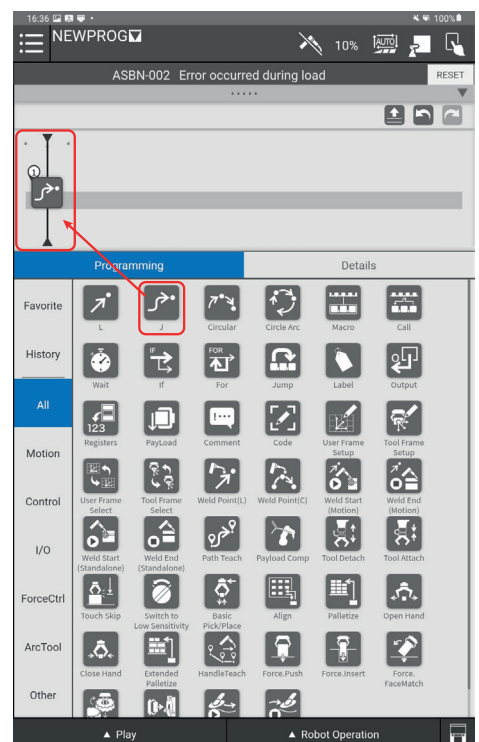 16:36
100%
NEWPROG
10%
AUTO
ASBN-002 Error occurred during load
RESET
1
Programming
Details
Favorite
History
All
Motion
Control
I/O
ForceCtrl
ArcTool
Other
L
J
Circular
Circle Arc
Macro
Call
IF
FOR
Wait
If
For
Jump
Label
Output
123
Registers
PayLoad
Comment
Code
User Frame
Setup
Tool Frame
Setup
User Frame
Select
Tool Frame
Select
Weld Point(L)
Weld Point(C)
Weld Start
(Motion)
Weld End
(Motion)
Weld Start
(Standalone)
Weld End
(Standalone)
Path Teach
Payload Comp
Tool Detach
Tool Attach
Touch Skip
Switch to
Low Sensitivity
Basic
Pick/Place
Align
Palletize
Open Hand
Close Hand
Extended
Palletize
HandleTeach
Force.Push
Force.Insert
Force.
FaceMatch
Play
Robot Operation